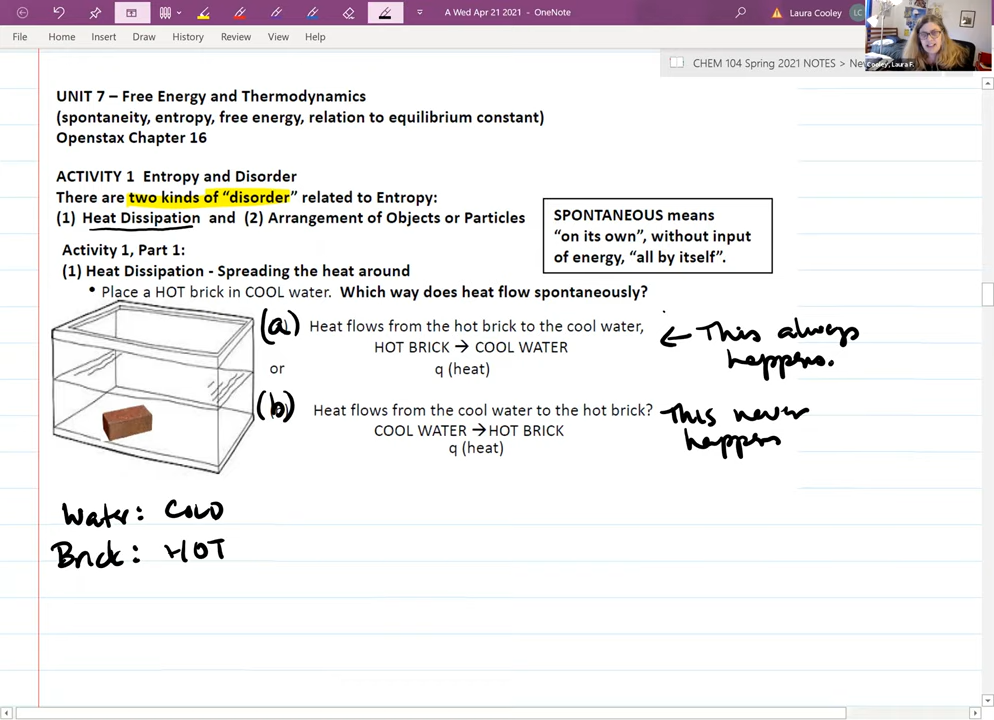 A Wed Apr 21 2021 - OneNote
Laura Cooley
LC
File Home Insert Draw History Review View Help
Cooley, Laura F.
CHEM 104 Spring 2021 NOTES > Ne
UNIT 7 – Free Energy and Thermodynamics
(spontaneity, entropy, free energy, relation to equilibrium constant)
Openstax Chapter 16
ACTIVITY 1 Entropy and Disorder
There are two kinds of “disorder” related to Entropy:
(1) Heat Dissipation and (2) Arrangement of Objects or Particles
SPONTANEOUS means
“on its own”, without input
of energy, “all by itself”.
Activity 1, Part 1:
(1) Heat Dissipation - Spreading the heat around
• Place a HOT brick in COOL water. Which way does heat flow spontaneously?
(a) Heat flows from the hot brick to the cool water,
HOT BRICK → COOL WATER
q (heat)
← This always
happens.
or
(b) Heat flows from the cool water to the hot brick?
COOL WATER →HOT BRICK
q (heat)
This never
happens
Water: COLD
Brick: HOT